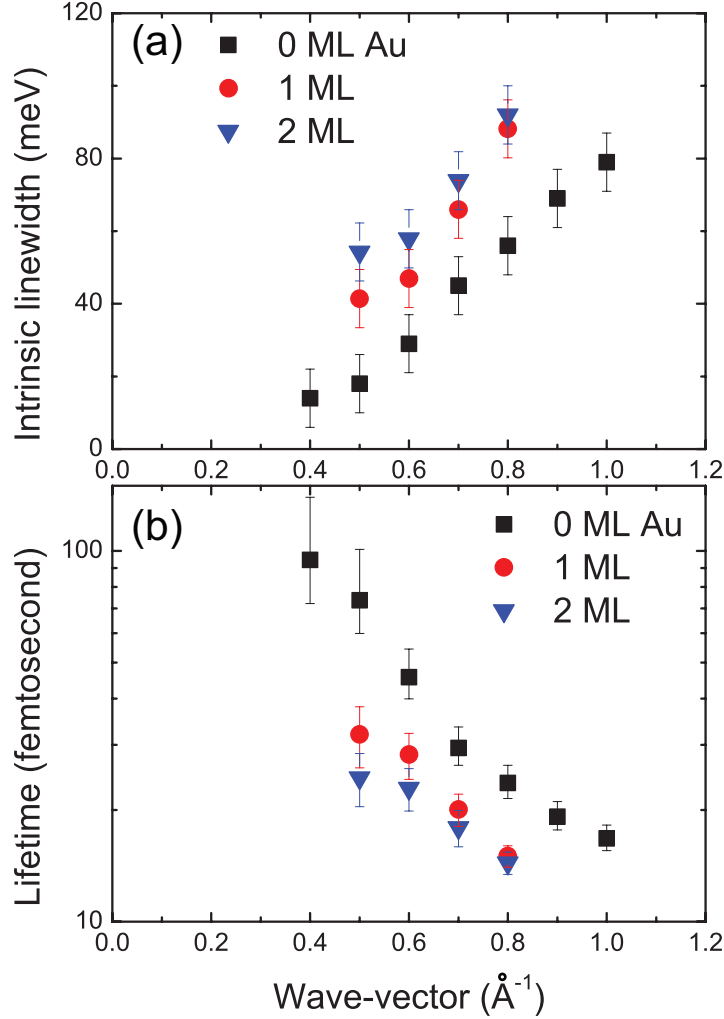 120
(a)
0 ML Au
1 ML
2 ML
80
40
0
Intrinsic linewidth (meV)
0.0 0.2 0.4 0.6 0.8 1.0 1.2
(b)
0 ML Au
1 ML
2 ML
100
10
Lifetime (femtosecond)
0.0 0.2 0.4 0.6 0.8 1.0 1.2
Wave-vector (Å⁻¹)